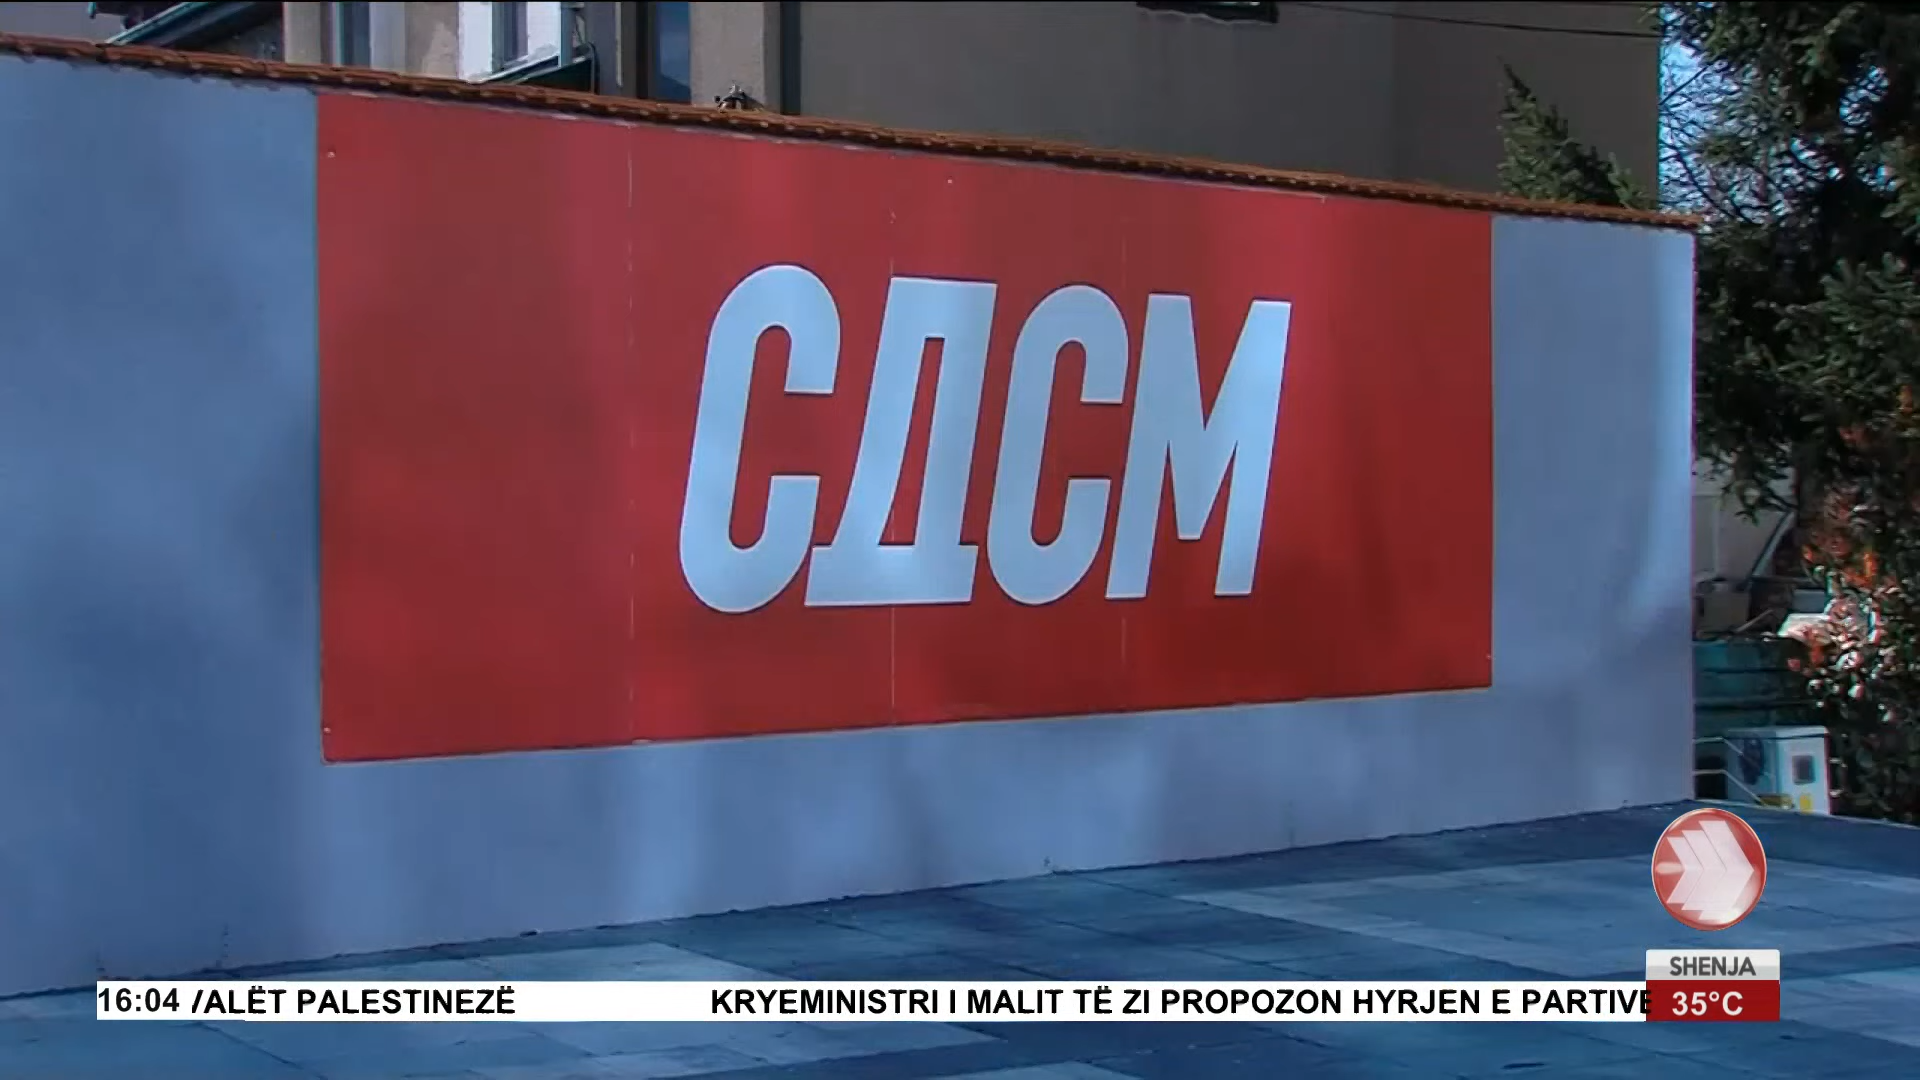 СДСМ
SHENJA
16:04 /ALËT PALESTINEZË KRYEMINISTRI I MALIT TË ZI PROPOZON HYRJEN E PARTIVE 35°C